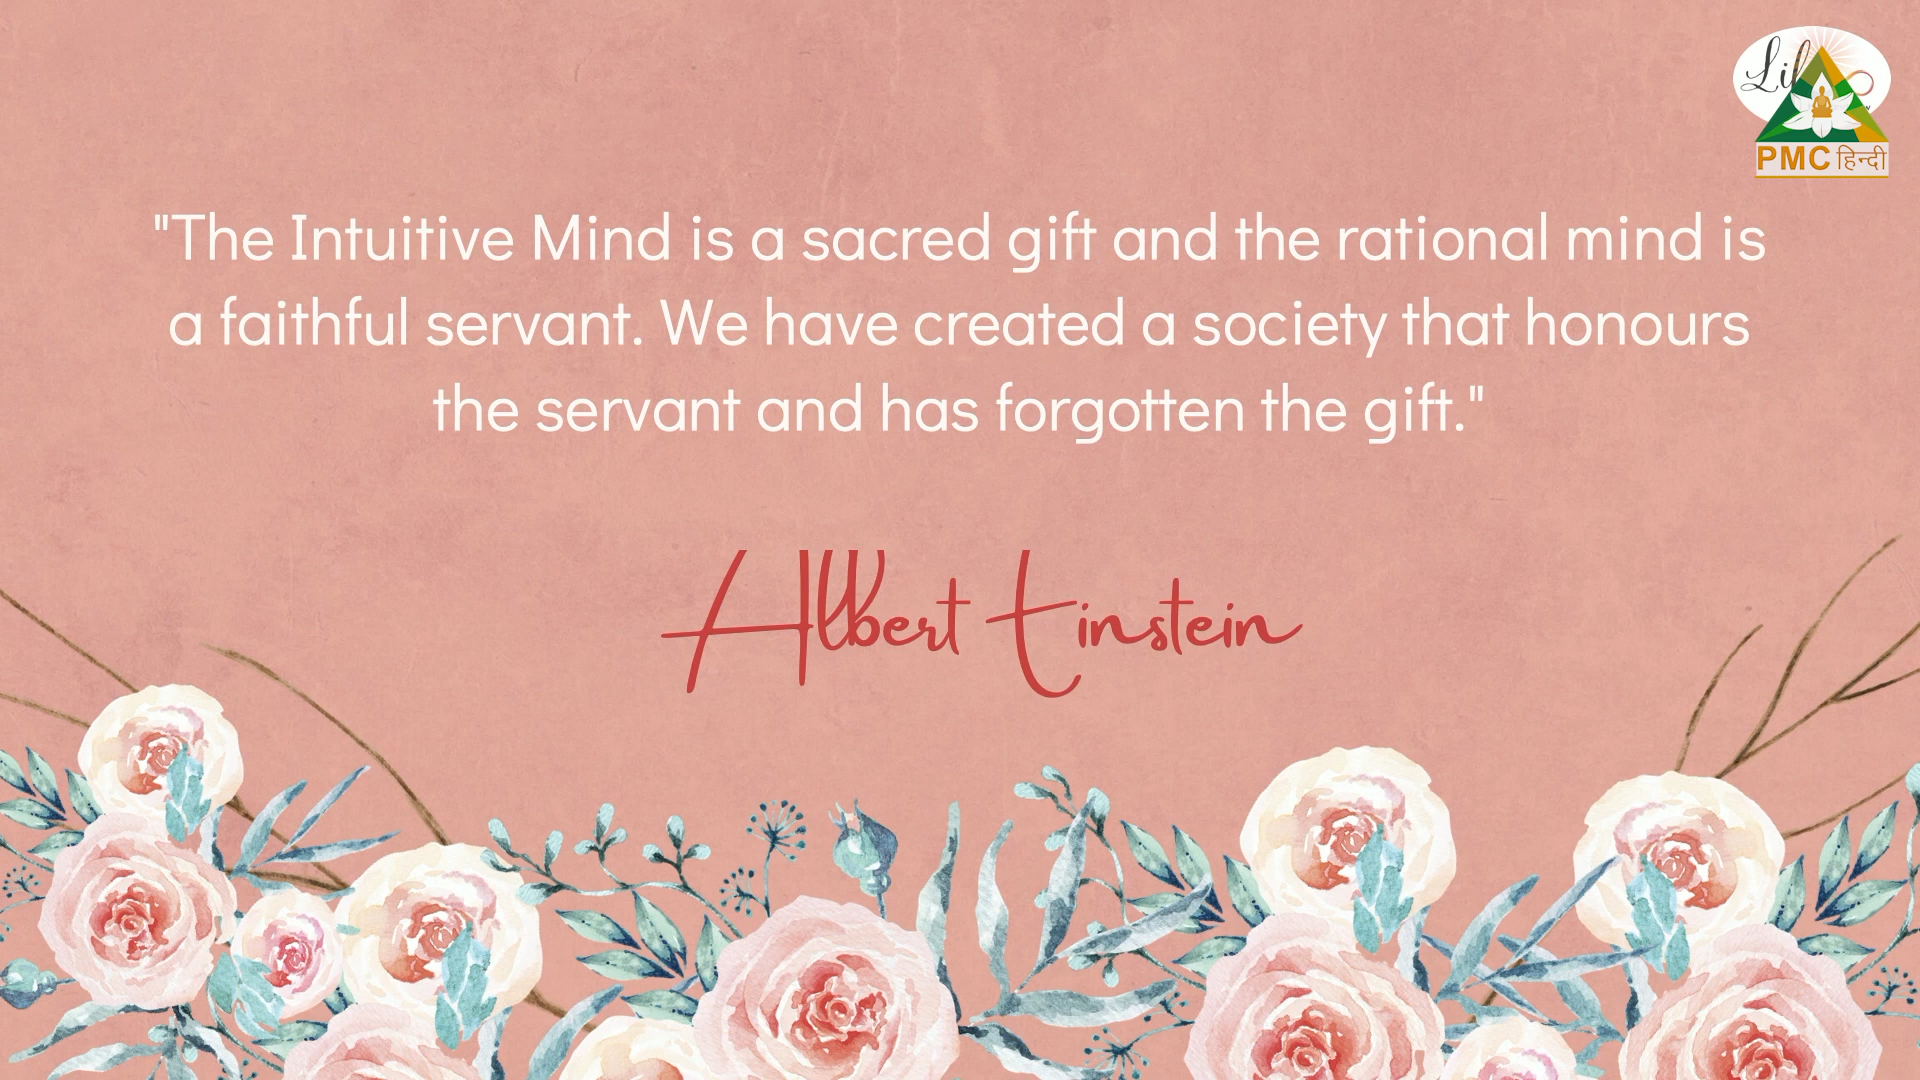 "The Intuitive Mind is a sacred gift and the rational mind is
a faithful servant. We have created a society that honours
the servant and has forgotten the gift."
Albert Einstein
PMC हिन्दी